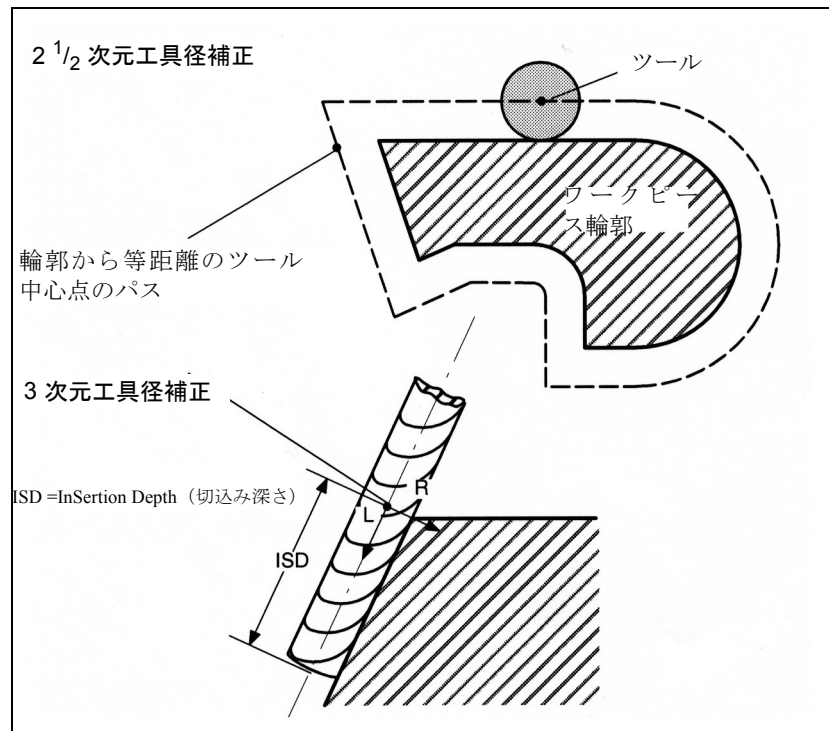 2 1/2 次元工具径補正
ツール
ワークピー
ス輪郭
輪郭から等距離のツール
中心点のパス
3 次元工具径補正
ISD =InSertion Depth（切込み深さ）
R
L
ISD